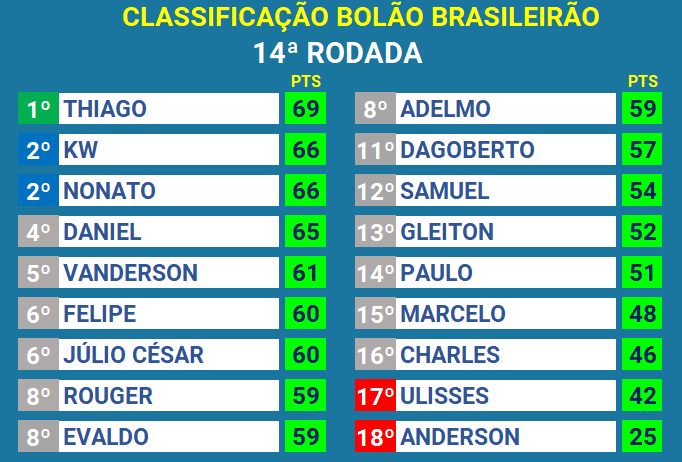 CLASSIFICAÇÃO BOLÃO BRASILEIRÃO
14ª RODADA
PTS
1º THIAGO 69
2º KW 66
2º NONATO 66
4º DANIEL 65
5º VANDERSON 61
6º FELIPE 60
6º JÚLIO CÉSAR 60
8º ROUGER 59
8º EVALDO 59
PTS
8º ADELMO 59
11º DAGOBERTO 57
12º SAMUEL 54
13º GLEITON 52
14º PAULO 51
15º MARCELO 48
16º CHARLES 46
17º ULISSES 42
18º ANDERSON 25